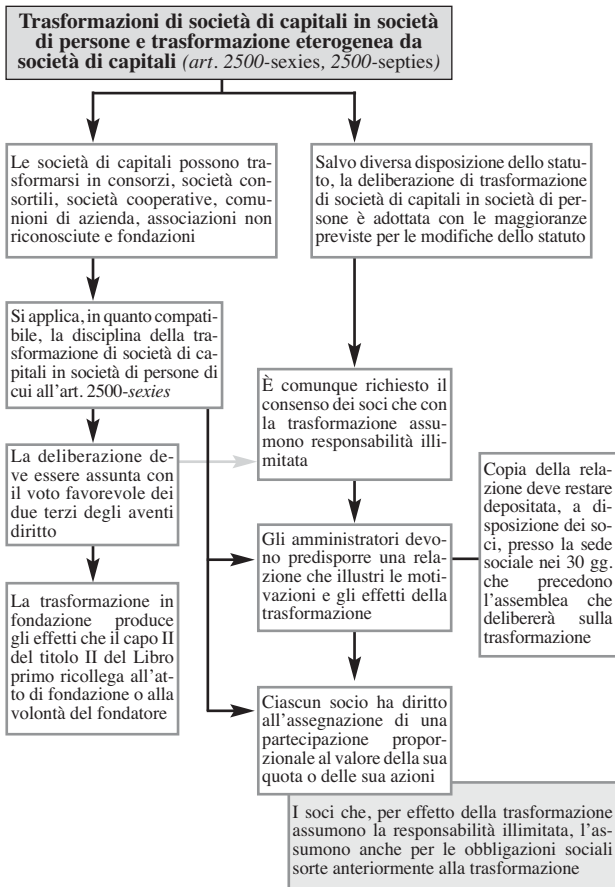 Trasformazioni di società di capitali in società
di persone e trasformazione eterogenea da
società di capitali (art. 2500-sexies, 2500-septies)
Le società di capitali possono tra-
sformarsi in consorzi, società con-
sortili, società cooperative, comu-
nioni di azienda, associazioni non
riconosciute e fondazioni
Salvo diversa disposizione dello statu-
to, la deliberazione di trasformazione
di società di capitali in società di per-
sone è adottata con le maggioranze
previste per le modifiche dello statuto
Si applica, in quanto compati-
bile, la disciplina della tra-
sformazione di società di ca-
pitali in società di persone di
cui all'art. 2500-sexies
È comunque richiesto il
consenso dei soci che con
la trasformazione assu-
mono responsabilità illi-
mitata
La deliberazione de-
ve essere assunta con
il voto favorevole dei
due terzi degli aventi
diritto
Copia della rela-
zione deve restare
depositata, a di-
sposizione dei so-
ci, presso la sede
sociale nei 30 gg.
che precedono
l'assemblea che
delibererà sulla
trasformazione
Gli amministratori devo-
no predisporre una rela-
zione che illustri le moti-
vazioni e gli effetti della
trasformazione
La trasformazione in
fondazione produce
gli effetti che il capo II
del titolo II del Libro
primo ricollega all'at-
to di fondazione o alla
volontà del fondatore
Ciascun socio ha diritto
all'assegnazione di una
partecipazione propor-
zionale al valore della sua
quota o delle sua azioni
I soci che, per effetto della trasformazione
assumono la responsabilità illimitata, l'as-
sumono anche per le obbligazioni sociali
sorte anteriormente alla trasformazione